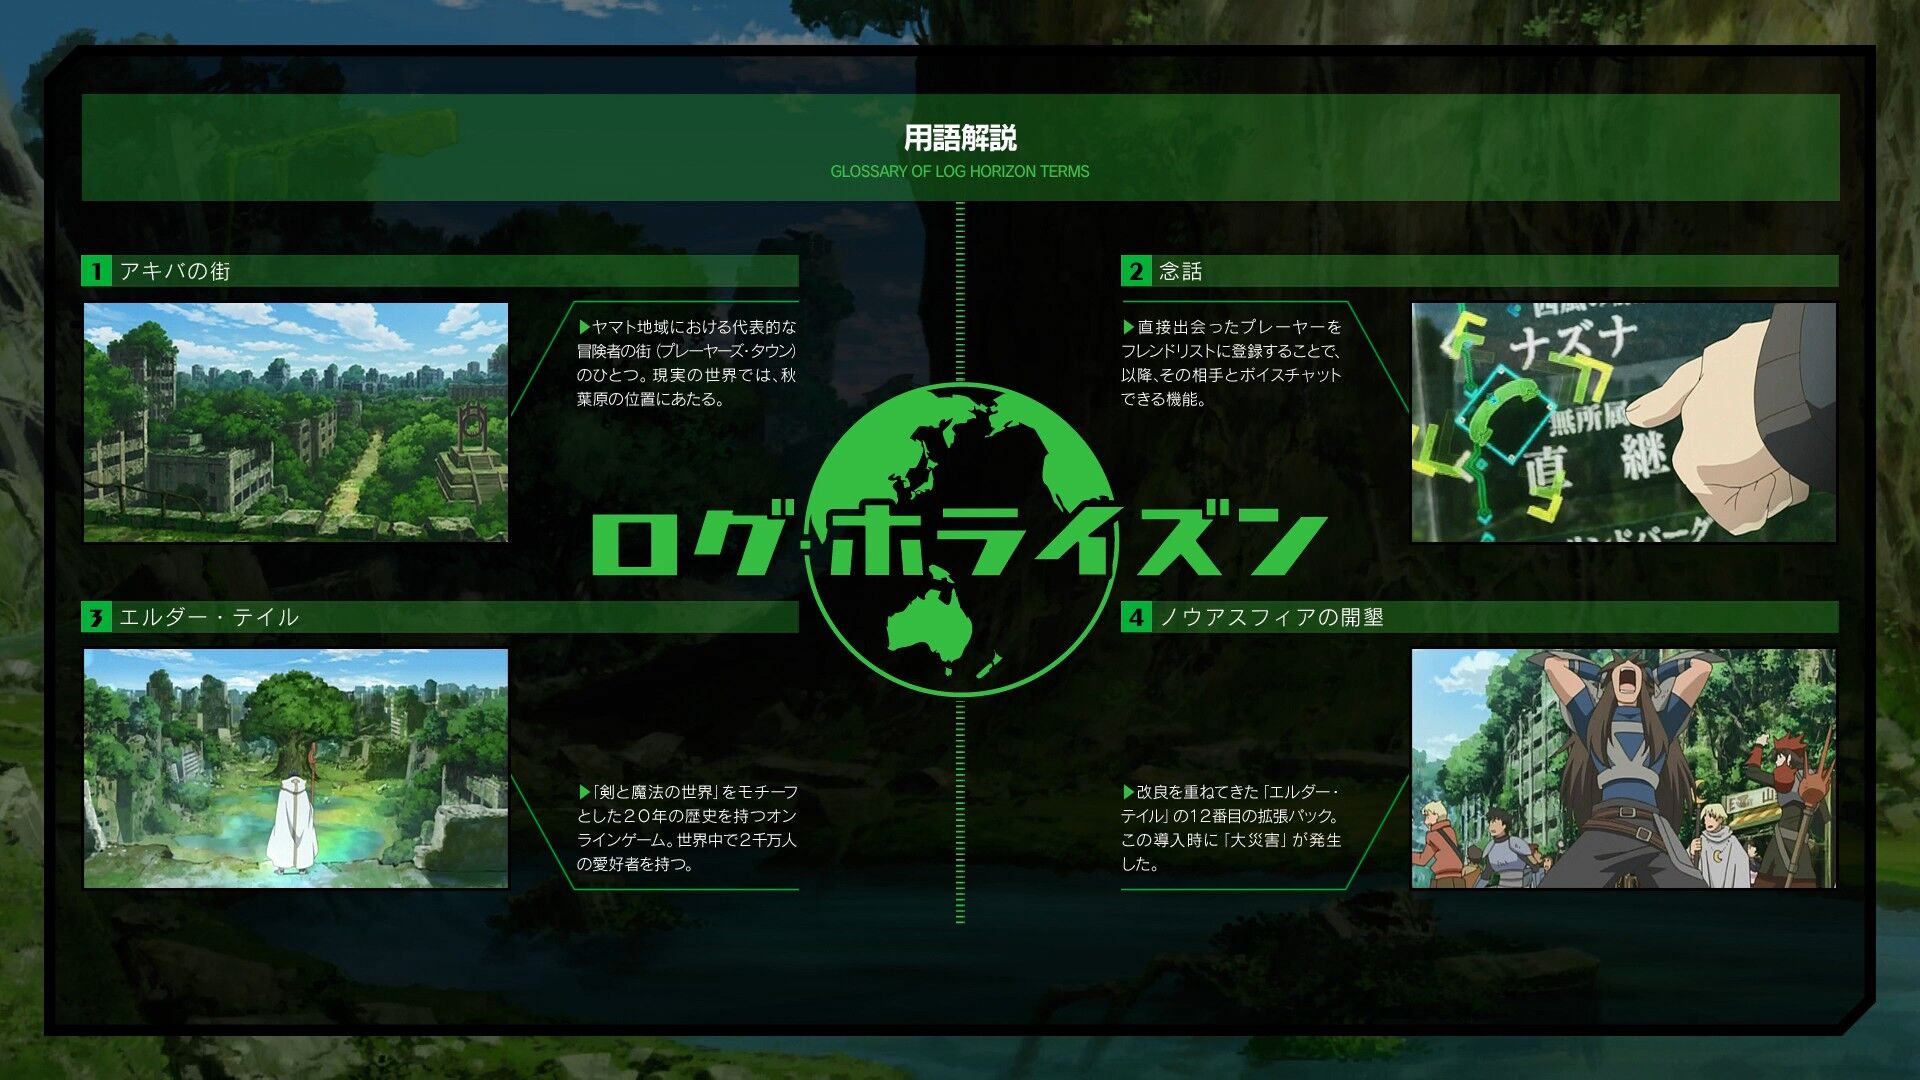 用語解説
GLOSSARY OF LOG HORIZON TERMS
1 アキバの街
▶ヤマト地域における代表的な
冒険者の街（プレーヤーズ・タウン）
のひとつ。現実の世界では、秋
葉原の位置にあたる。
2 念話
▶直接出会ったプレーヤーを
フレンドリストに登録することで、
以降、その相手とボイスチャット
できる機能。
ナズナ
無所属
直継
ログ・ホライズン
3 エルダー・テイル
▶「剣と魔法の世界」をモチーフ
とした20年の歴史を持つオン
ラインゲーム。世界中で2千万人
の愛好者を持つ。
4 ノウアスフィアの開墾
▶改良を重ねてきた「エルダー・
テイル」の12番目の拡張パック。
この導入時に「大災害」が発生
した。